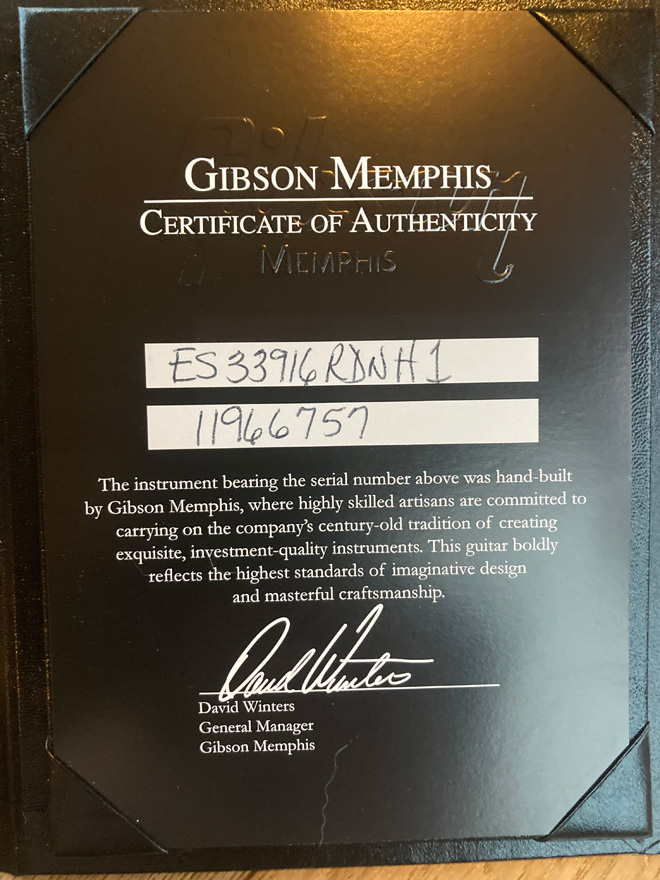 GIBSON MEMPHIS
CERTIFICATE OF AUTHENTICITY
MEMPHIS
ES33916RDNH1
11966757
The instrument bearing the serial number above was hand-built
by Gibson Memphis, where highly skilled artisans are committed to
carrying on the company's century-old tradition of creating
exquisite, investment-quality instruments. This guitar boldly
reflects the highest standards of imaginative design
and masterful craftsmanship.
David Winters
David Winters
General Manager
Gibson Memphis